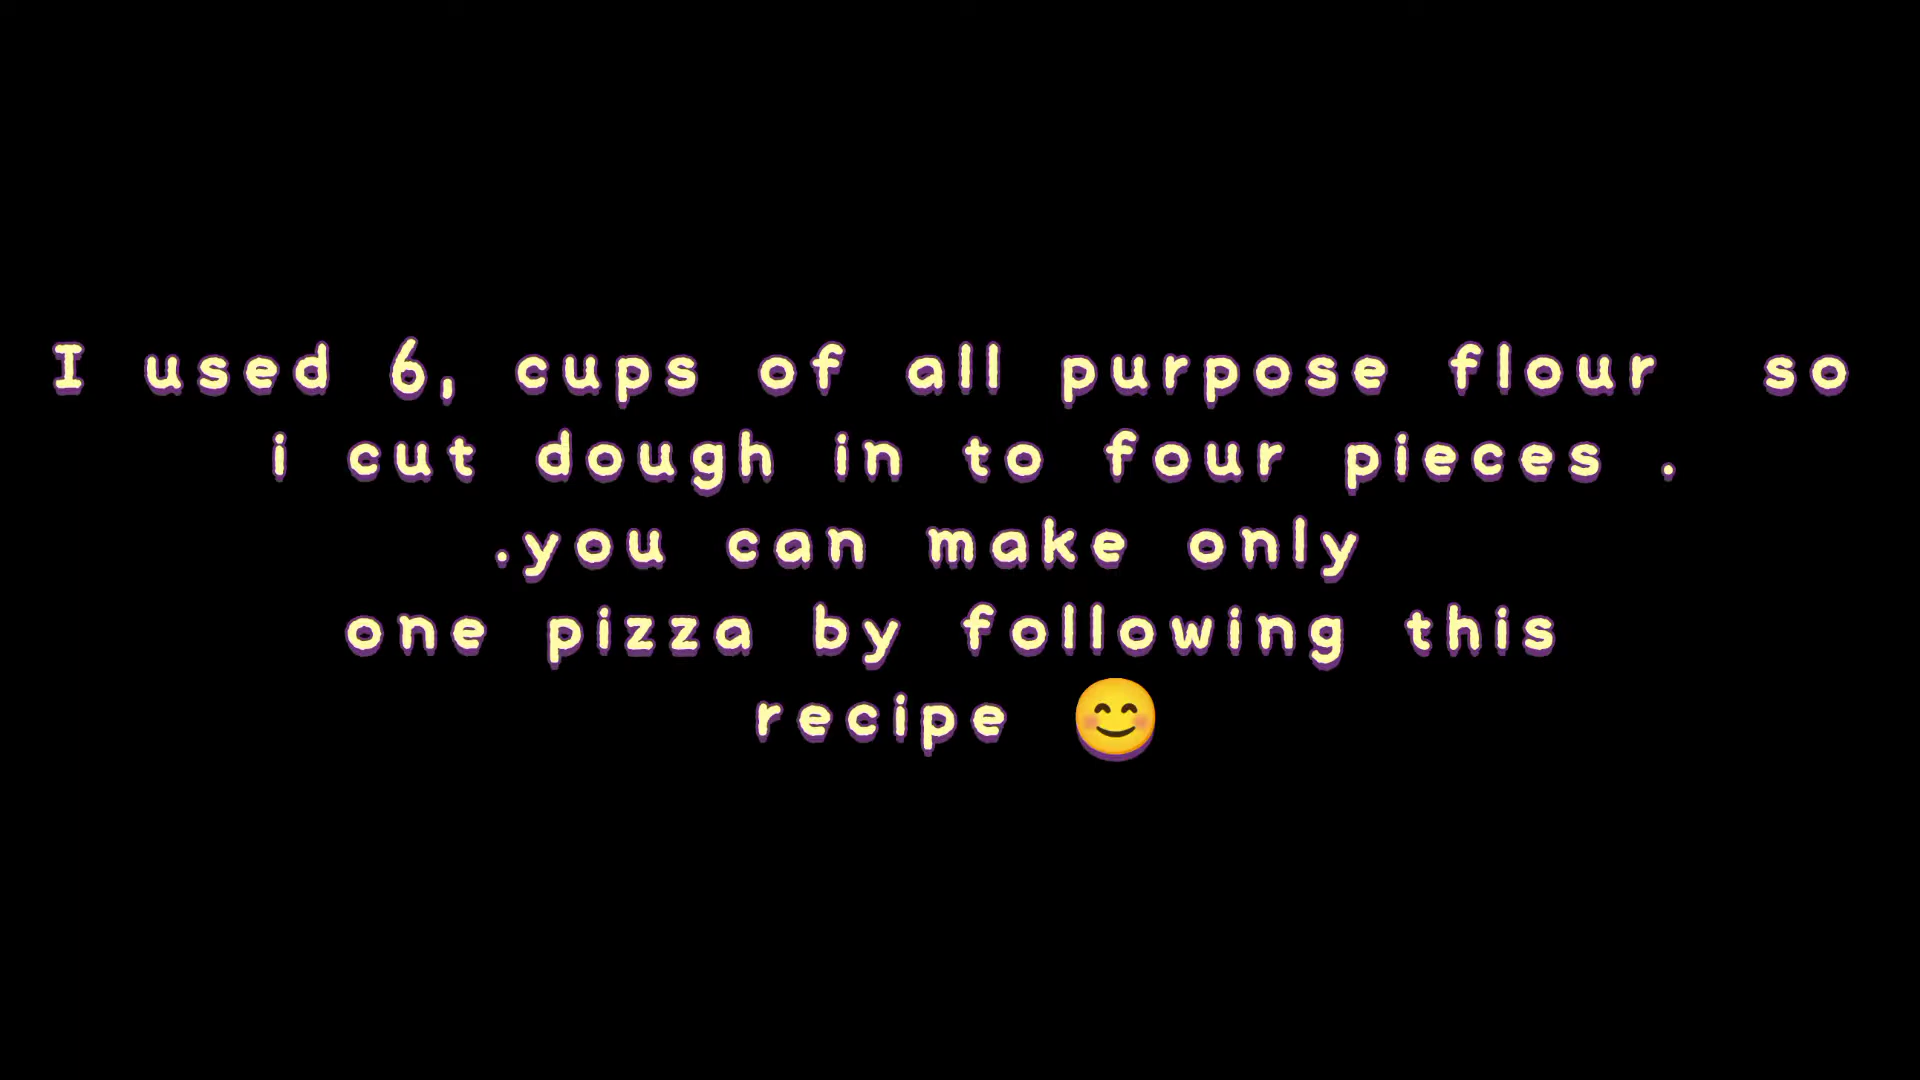 I used 6, cups of all purpose flour so
i cut dough in to four pieces .
.you can make only
one pizza by following this
recipe 😊